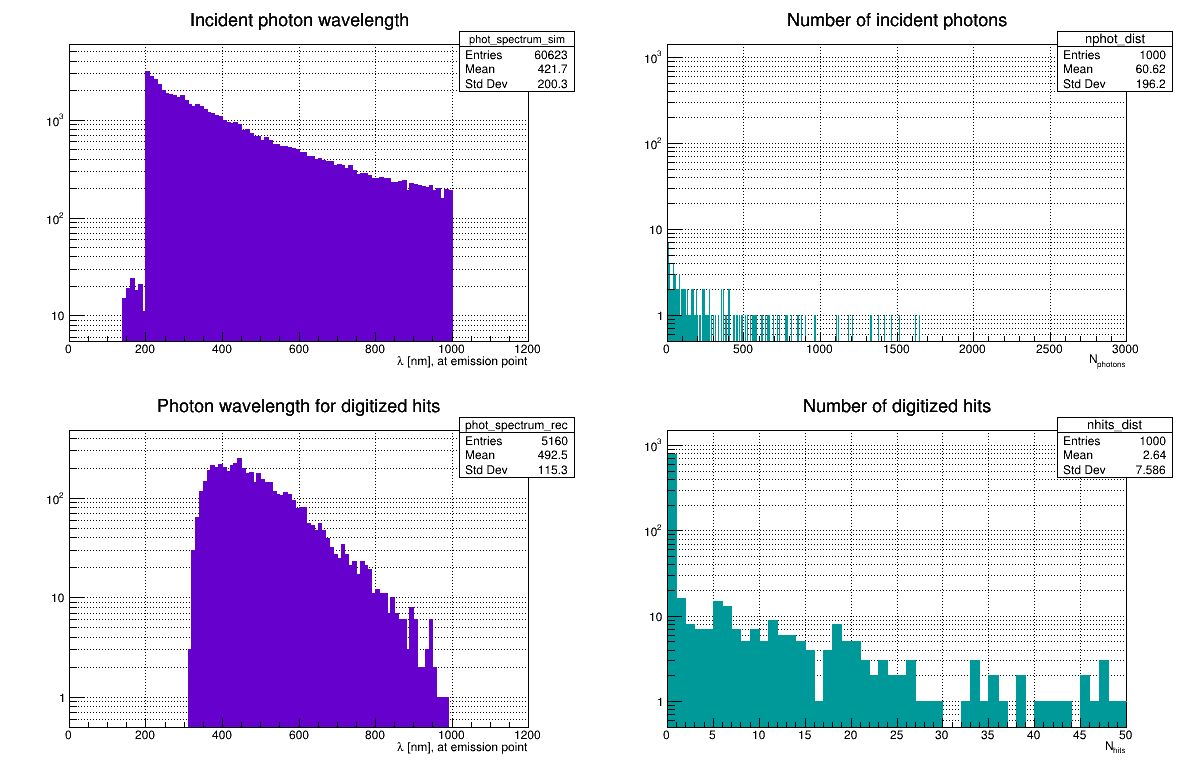 Incident photon wavelength
phot_spectrum_sim
Entries 60623
Mean 421.7
Std Dev 200.3
10³
10²
10
0 200 400 600 800 1000 1200
λ [nm], at emission point
Number of incident photons
nphot_dist
Entries 1000
Mean 60.62
Std Dev 196.2
10³
10²
10
1
0 500 1000 1500 2000 2500 3000
Nphotons
Photon wavelength for digitized hits
phot_spectrum_rec
Entries 5160
Mean 492.5
Std Dev 115.3
10²
10
1
0 200 400 600 800 1000 1200
λ [nm], at emission point
Number of digitized hits
nhits_dist
Entries 1000
Mean 2.64
Std Dev 7.586
10³
10²
10
1
0 5 10 15 20 25 30 35 40 45 50
Nhits